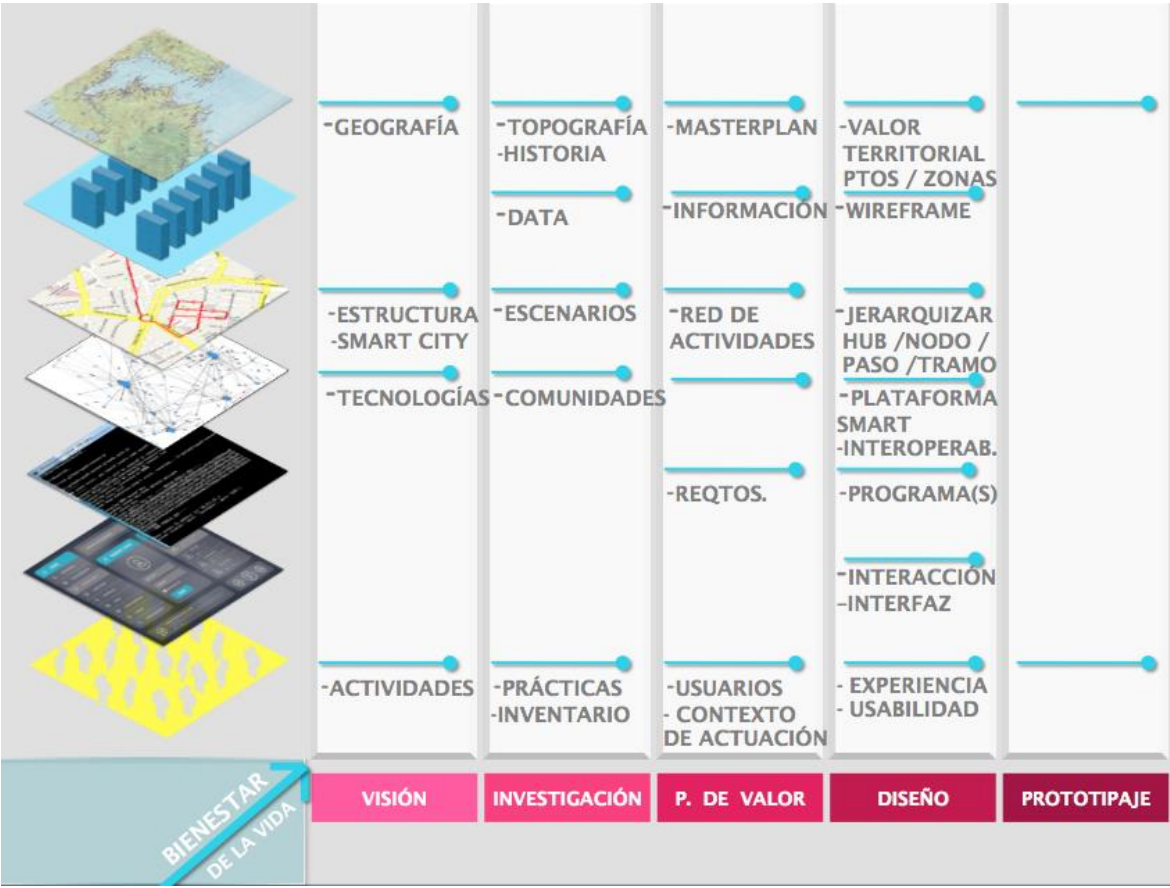 -GEOGRAFÍA
-TOPOGRAFÍA
-HISTORIA
-MASTERPLAN
-VALOR
TERRITORIAL
PTOS / ZONAS
-DATA
-INFORMACIÓN
-WIREFRAME
-ESTRUCTURA
-SMART CITY
-ESCENARIOS
-RED DE
ACTIVIDADES
-JERARQUIZAR
HUB /NODO /
PASO /TRAMO
-TECNOLOGÍAS
-COMUNIDADES
-PLATAFORMA
SMART
-INTEROPERAB.
-REQTOS.
-PROGRAMA(S)
-INTERACCIÓN
-INTERFAZ
-ACTIVIDADES
-PRÁCTICAS
-INVENTARIO
-USUARIOS
- CONTEXTO
DE ACTUACIÓN
- EXPERIENCIA
- USABILIDAD
BIENESTAR
DE LA VIDA
VISIÓN
INVESTIGACIÓN
P. DE VALOR
DISEÑO
PROTOTIPAJE